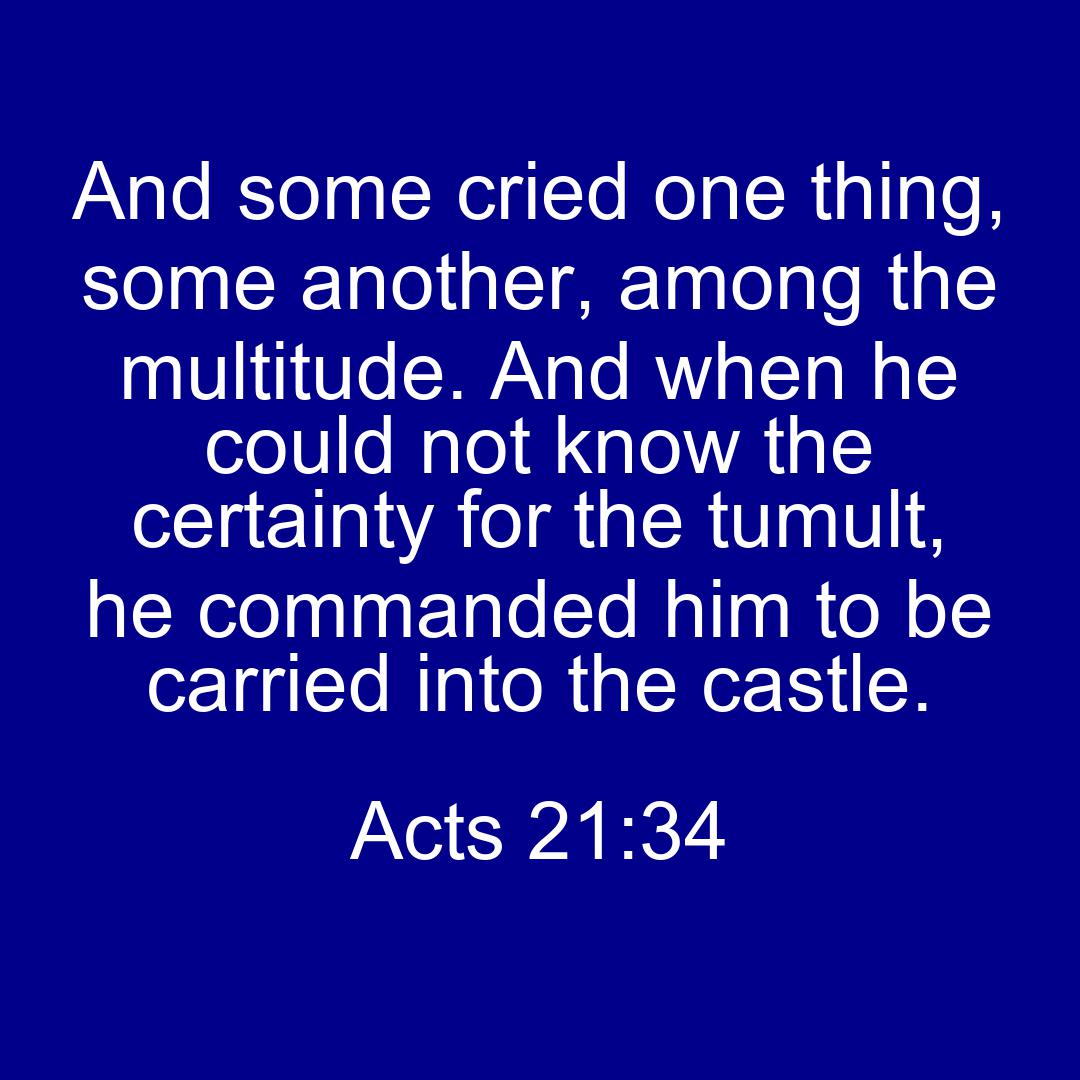 And some cried one thing,
some another, among the
multitude. And when he
could not know the
certainty for the tumult,
he commanded him to be
carried into the castle.
Acts 21:34